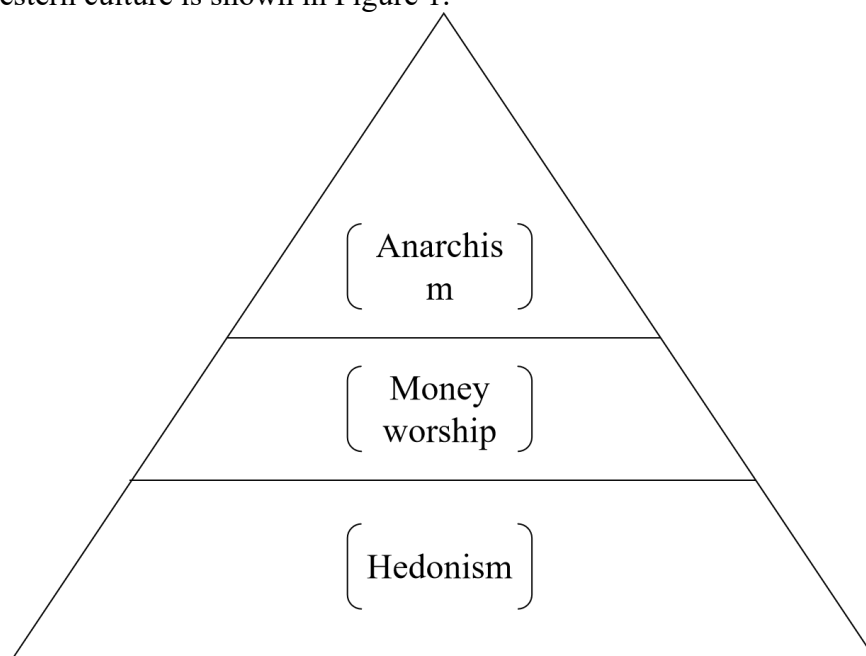 estern culture is shown in Figure 1.
Anarchis
m
Money
worship
Hedonism